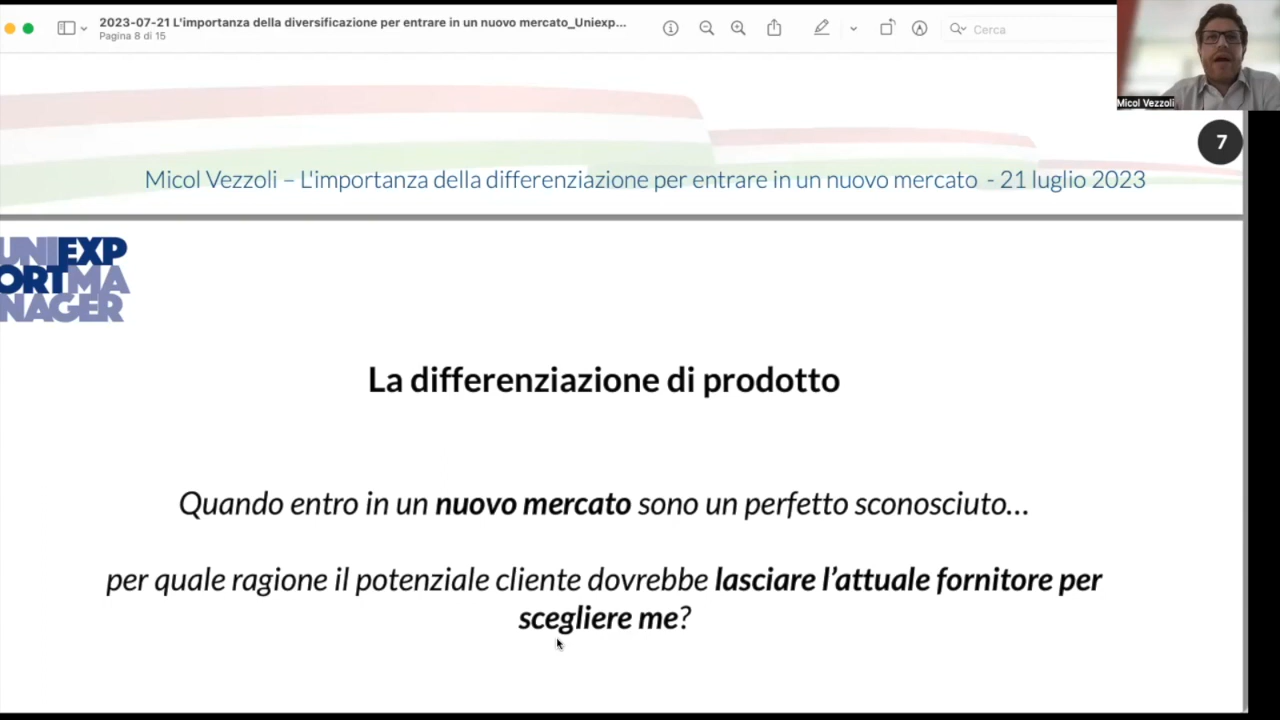 2023-07-21 L'importanza della diversificazione per entrare in un nuovo mercato_Uniexp...
Pagina 8 di 15
Cerca
Micol Vezzoli
7
Micol Vezzoli – L'importanza della differenziazione per entrare in un nuovo mercato - 21 luglio 2023
UNIEXP
ORTMA
NAGER
La differenziazione di prodotto
Quando entro in un nuovo mercato sono un perfetto sconosciuto...
per quale ragione il potenziale cliente dovrebbe lasciare l'attuale fornitore per
scegliere me?